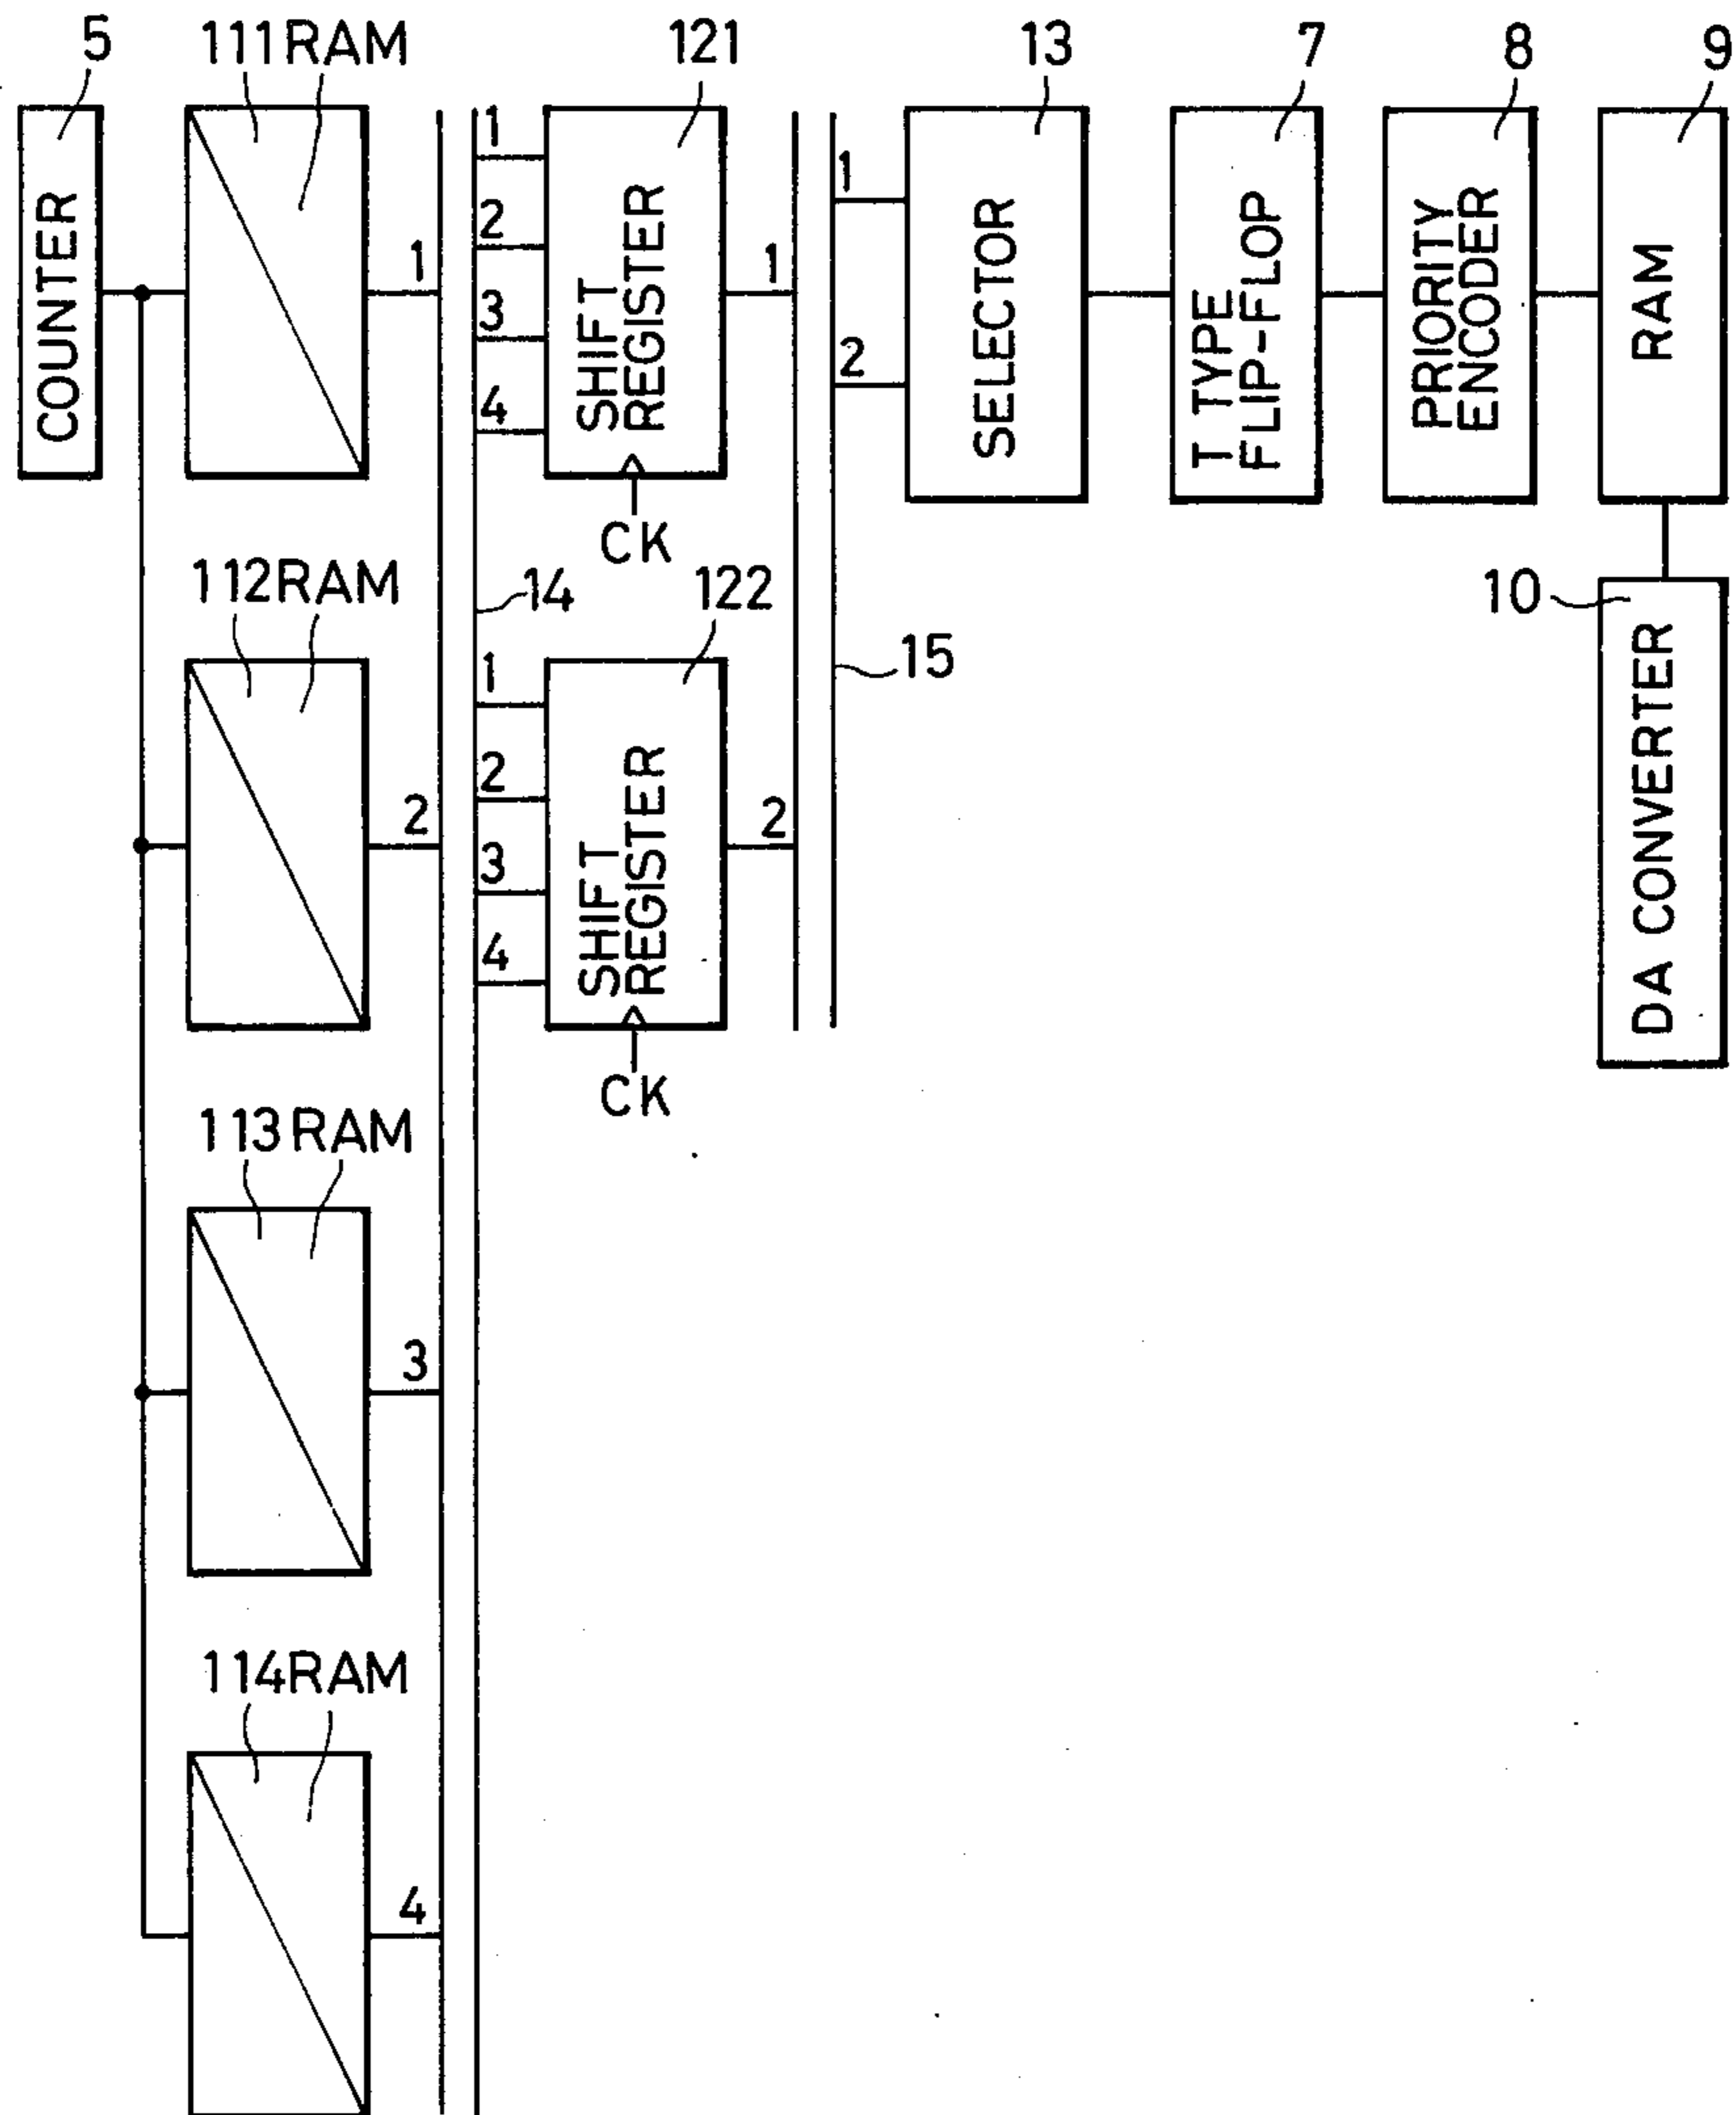 5
111RAM
121
13
7
8
9
COUNTER
1
1
2
3
4
SHIFT
REGISTER
CK
1
1
2
SELECTOR
T TYPE
FLIP-FLOP
PRIORITY
ENCODER
RAM
112RAM
14
122
15
10
2
1
2
3
4
SHIFT
REGISTER
CK
2
DA CONVERTER
113RAM
3
114RAM
4